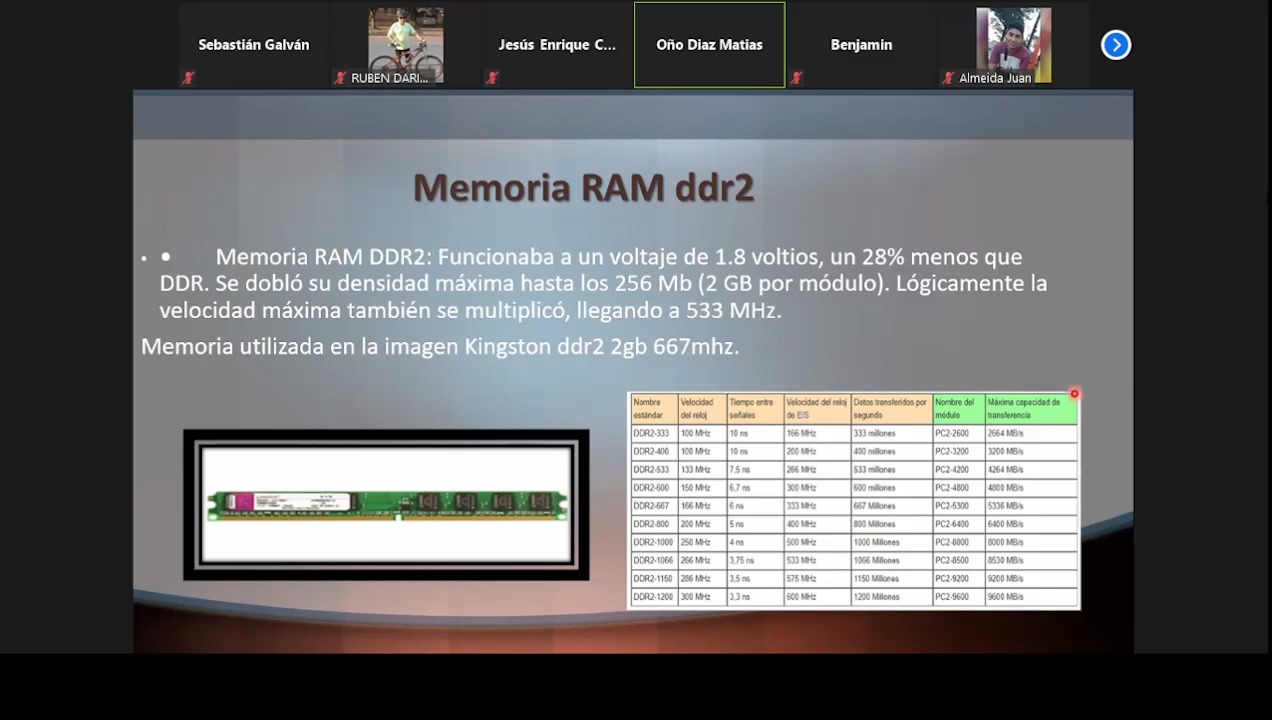 Sebastián Galván
RUBEN DARI...
Jesús Enrique C...
Oño Diaz Matias
Benjamin
Almeida Juan
Memoria RAM ddr2
• • Memoria RAM DDR2: Funcionaba a un voltaje de 1.8 voltios, un 28% menos que
DDR. Se dobló su densidad máxima hasta los 256 Mb (2 GB por módulo). Lógicamente la
velocidad máxima también se multiplicó, llegando a 533 MHz.
Memoria utilizada en la imagen Kingston ddr2 2gb 667mhz.
Nombre estándar Velocidad del reloj Tiempo entre señales Velocidad del reloj de E/S Datos transferidos por segundo Nombre del módulo Máxima capacidad de transferencia
DDR2-333 100 MHz 10 ns 166 MHz 333 millones PC2-2600 2664 MB/s
DDR2-400 100 MHz 10 ns 200 MHz 400 millones PC2-3200 3200 MB/s
DDR2-533 133 MHz 7,5 ns 266 MHz 533 millones PC2-4200 4264 MB/s
DDR2-600 150 MHz 6,7 ns 300 MHz 600 millones PC2-4800 4800 MB/s
DDR2-667 166 MHz 6 ns 333 MHz 667 Millones PC2-5300 5336 MB/s
DDR2-800 200 MHz 5 ns 400 MHz 800 Millones PC2-6400 6400 MB/s
DDR2-1000 250 MHz 4 ns 500 MHz 1000 Millones PC2-8000 8000 MB/s
DDR2-1066 266 MHz 3,75 ns 533 MHz 1066 Millones PC2-8500 8530 MB/s
DDR2-1150 286 MHz 3,5 ns 575 MHz 1150 Millones PC2-9200 9200 MB/s
DDR2-1200 300 MHz 3,3 ns 600 MHz 1200 Millones PC2-9600 9600 MB/s